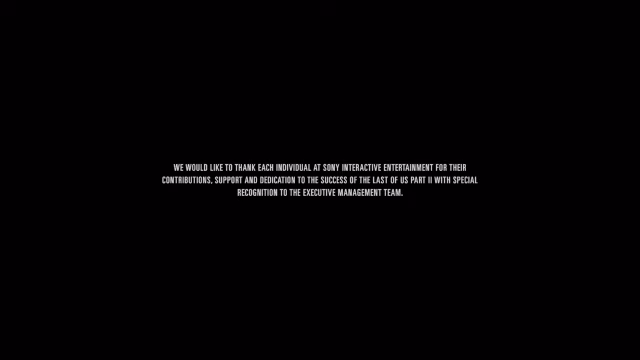 WE WOULD LIKE TO THANK EACH INDIVIDUAL AT SONY INTERACTIVE ENTERTAINMENT FOR THEIR
CONTRIBUTIONS, SUPPORT AND DEDICATION TO THE SUCCESS OF THE LAST OF US PART II WITH SPECIAL
RECOGNITION TO THE EXECUTIVE MANAGEMENT TEAM.